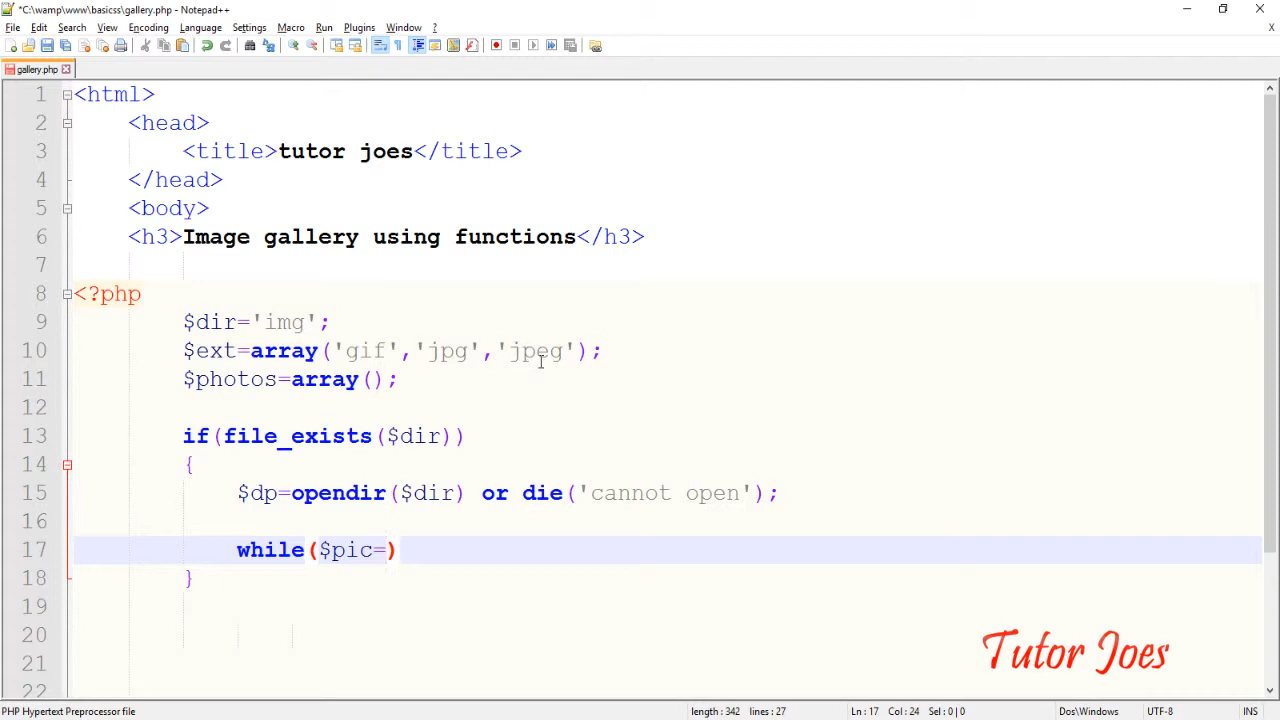 *C:\wamp\www\basicss\gallery.php - Notepad++
File Edit Search View Encoding Language Settings Macro Run Plugins Window ? X
gallery.php
1 <html>
2 <head>
3 <title>tutor joes</title>
4 </head>
5 <body>
6 <h3>Image gallery using functions</h3>
7
8 <?php
9 $dir='img';
10 $ext=array('gif','jpg','jpeg');
11 $photos=array();
12
13 if(file_exists($dir))
14 {
15 $dp=opendir($dir) or die('cannot open');
16
17 while($pic=)
18 }
19
20
21
22
Tutor Joes
PHP Hypertext Preprocessor file length : 342 lines : 27 Ln : 17 Col : 24 Sel : 0 | 0 Dos\Windows UTF-8 INS